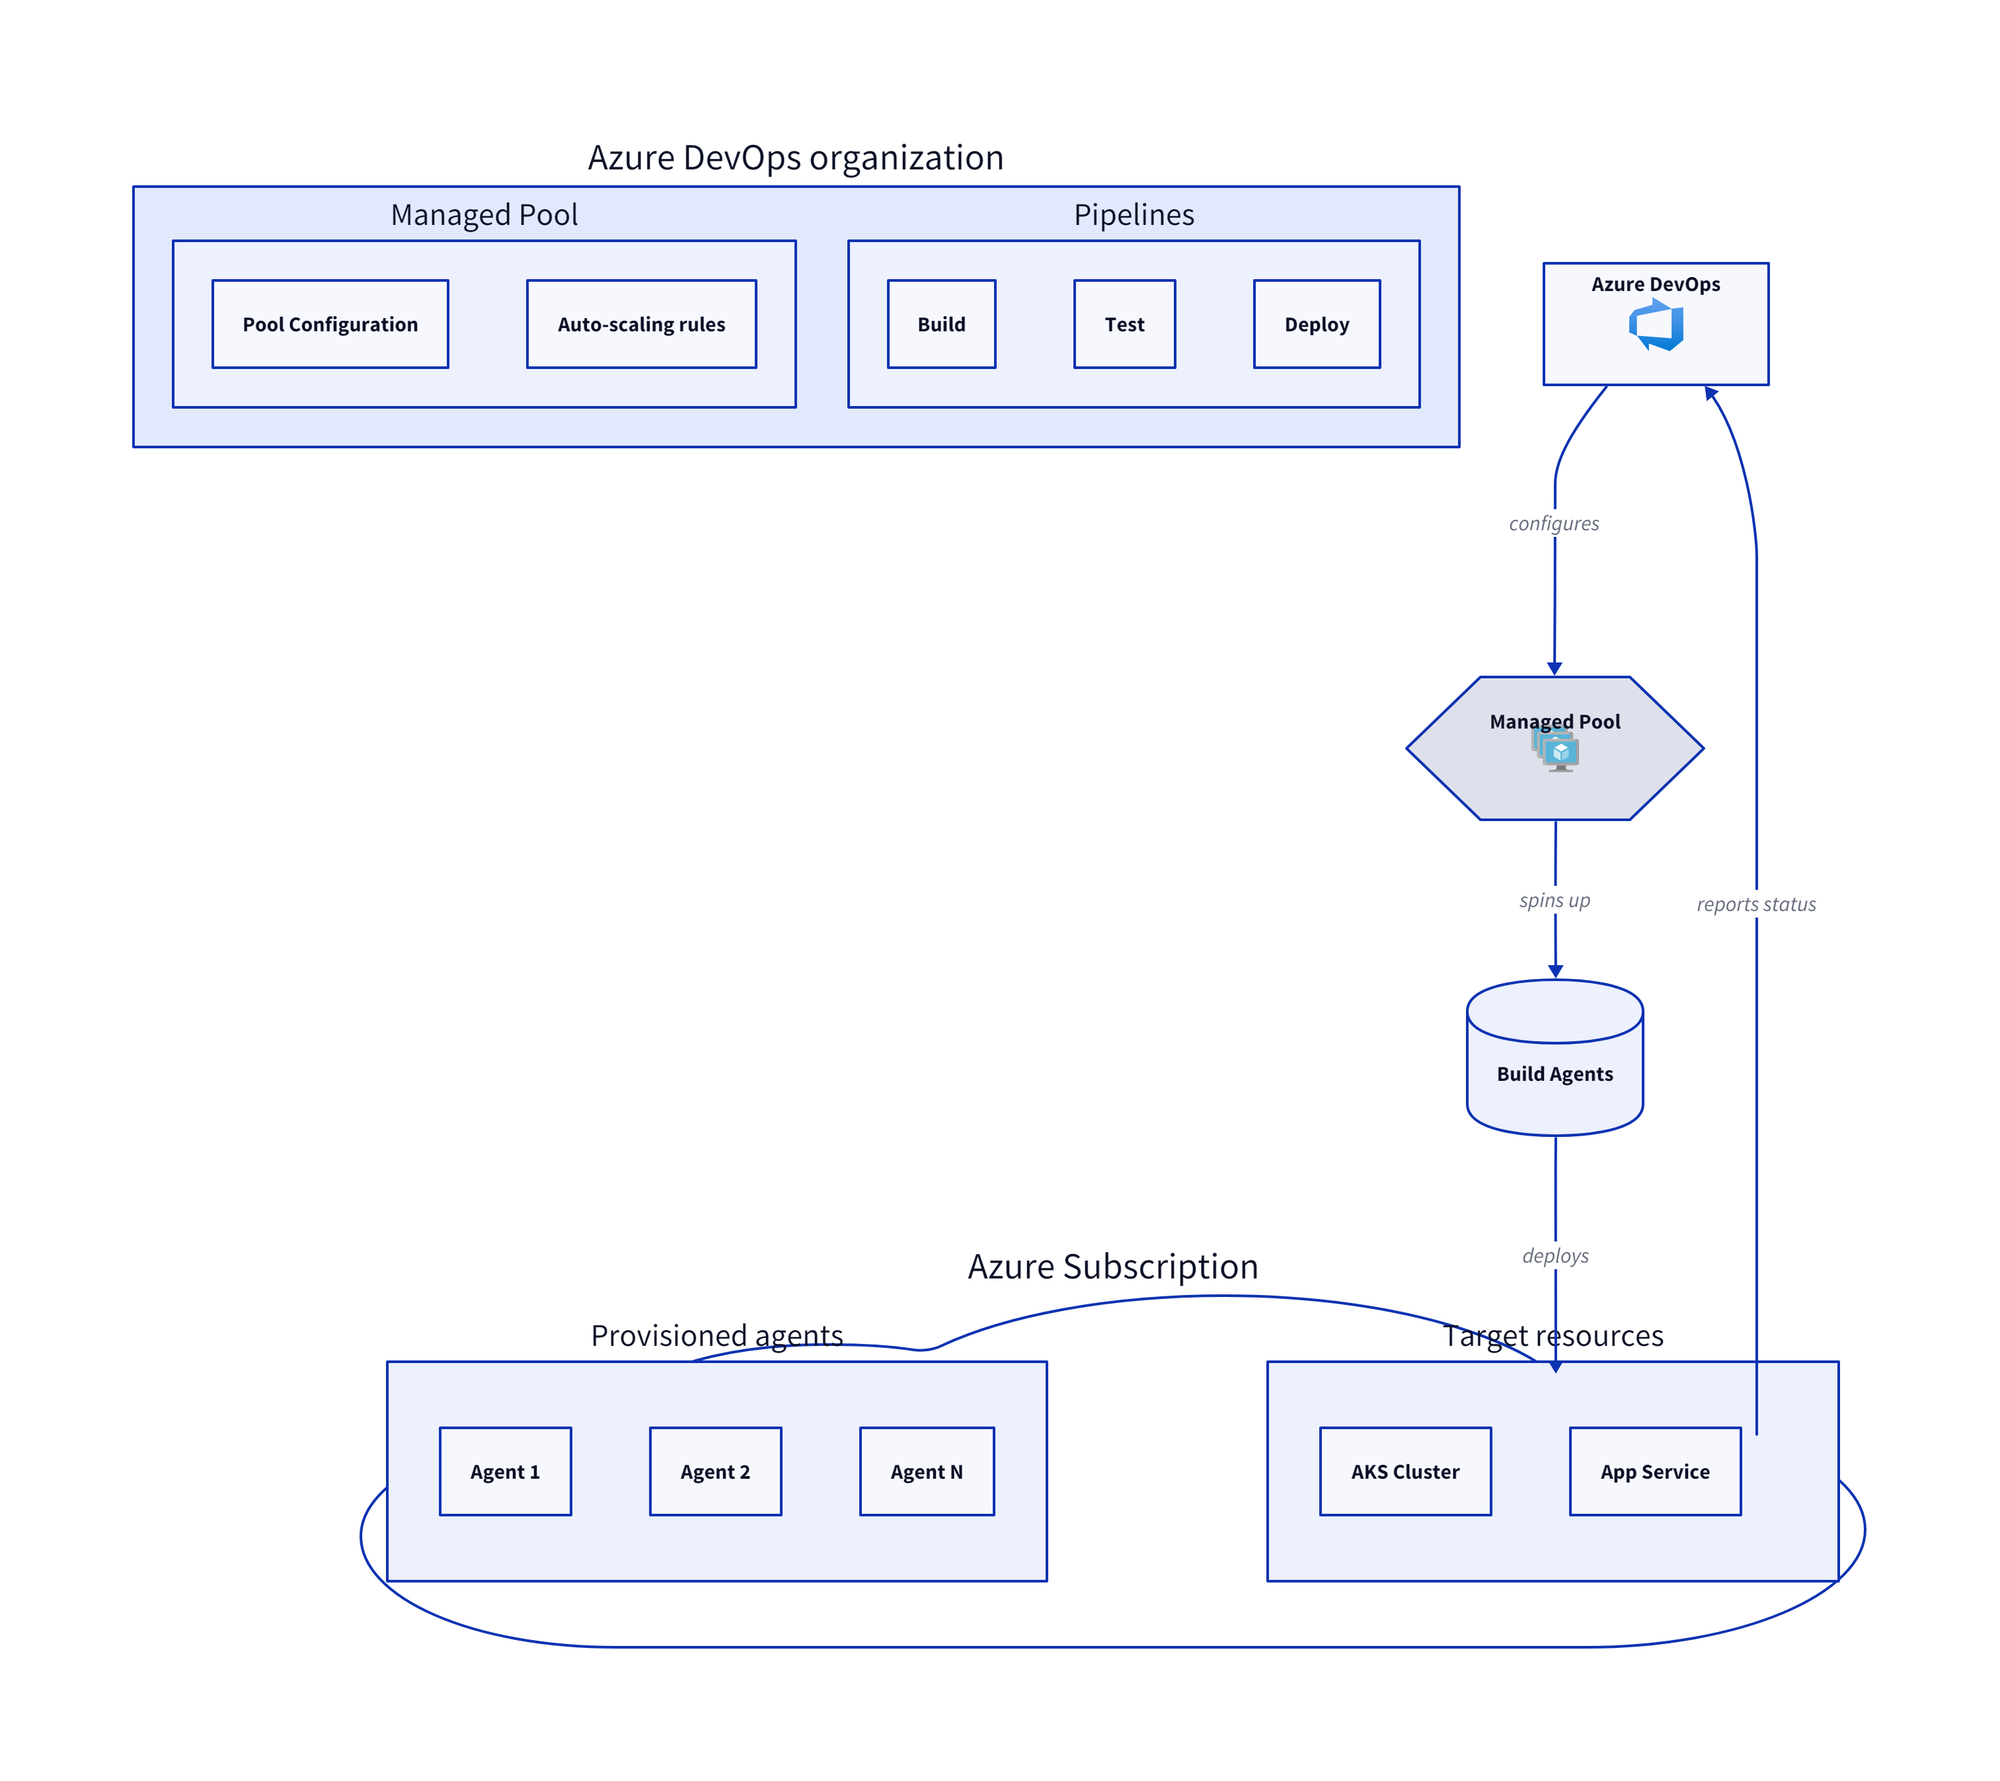 Azure DevOps organization
Managed Pool
Pipelines
Pool Configuration
Auto-scaling rules
Build
Test
Deploy
Azure DevOps
configures
Managed Pool
spins up
reports status
Build Agents
deploys
Azure Subscription
Provisioned agents
Target resources
Agent 1
Agent 2
Agent N
AKS Cluster
App Service